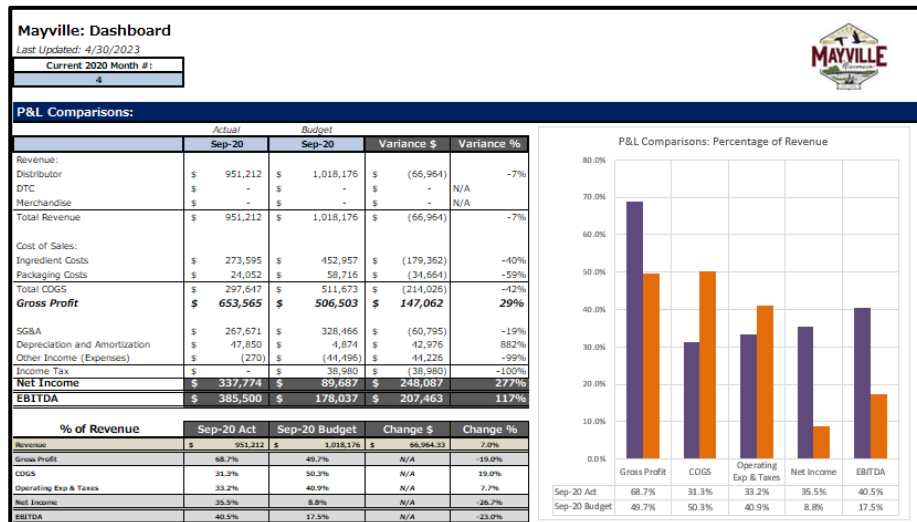 Mayville: Dashboard
Last Updated: 4/30/2023
Current 2020 Month #:
4
MAYVILLE
Wisconsin
P&L Comparisons:
Actual Budget
Sep-20 Sep-20 Variance $ Variance %
Revenue:
Distributor $ 951,212 $ 1,018,176 $ (66,964) -7%
DTC $ - $ - $ - N/A
Merchandise $ - $ - $ - N/A
Total Revenue $ 951,212 $ 1,018,176 $ (66,964) -7%
Cost of Sales:
Ingredient Costs $ 273,595 $ 452,957 $ (179,362) -40%
Packaging Costs $ 24,052 $ 58,716 $ (34,664) -59%
Total COGS $ 297,647 $ 511,673 $ (214,026) -42%
Gross Profit $ 653,565 $ 506,503 $ 147,062 29%
SG&A $ 267,671 $ 328,466 $ (60,795) -19%
Depreciation and Amortization $ 47,850 $ 4,874 $ 42,976 882%
Other Income (Expenses) $ (270) $ (44,496) $ 44,226 -99%
Income Tax $ - $ 38,980 $ (38,980) -100%
Net Income $ 337,774 $ 89,687 $ 248,087 277%
EBITDA $ 385,500 $ 178,037 $ 207,463 117%
% of Revenue Sep-20 Act Sep-20 Budget Change $ Change %
Revenue $ 951,212 $ 1,018,176 $ 66,964.33 7.0%
Gross Profit 68.7% 49.7% N/A -19.0%
COGS 31.3% 50.3% N/A 19.0%
Operating Exp & Taxes 33.2% 40.9% N/A 7.7%
Net Income 35.5% 8.8% N/A -26.7%
EBITDA 40.5% 17.5% N/A -23.0%
P&L Comparisons: Percentage of Revenue
80.0%
70.0%
60.0%
50.0%
40.0%
30.0%
20.0%
10.0%
0.0%
Gross Profit COGS Operating Exp & Taxes Net Income EBITDA
Sep-20 Act 68.7% 31.3% 33.2% 35.5% 40.5%
Sep-20 Budget 49.7% 50.3% 40.9% 8.8% 17.5%